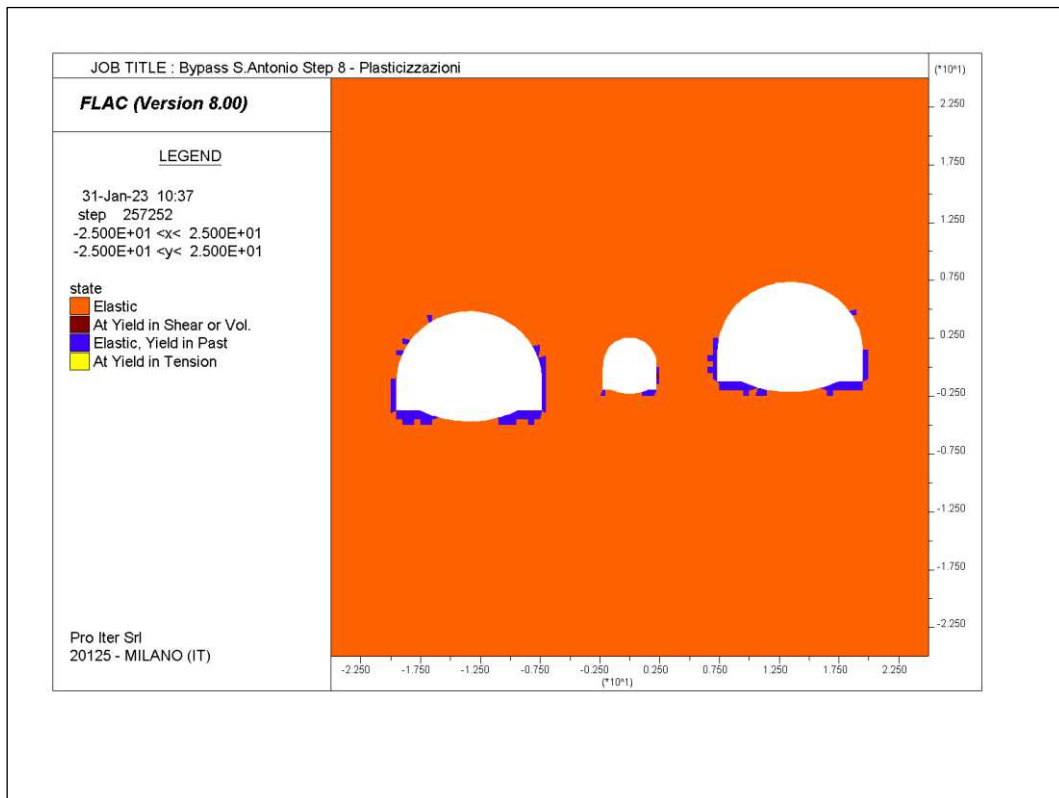 JOB TITLE : Bypass S.Antonio Step 8 - Plasticizzazioni
(*10^1)
FLAC (Version 8.00)
LEGEND
31-Jan-23 10:37
step 257252
-2.500E+01 <x< 2.500E+01
-2.500E+01 <y< 2.500E+01
state
Elastic
At Yield in Shear or Vol.
Elastic, Yield in Past
At Yield in Tension
Pro Iter Srl
20125 - MILANO (IT)
2.250
1.750
1.250
0.750
0.250
-0.250
-0.750
-1.250
-1.750
-2.250
-2.250 -1.750 -1.250 -0.750 -0.250 0.250 0.750 1.250 1.750 2.250
(*10^1)